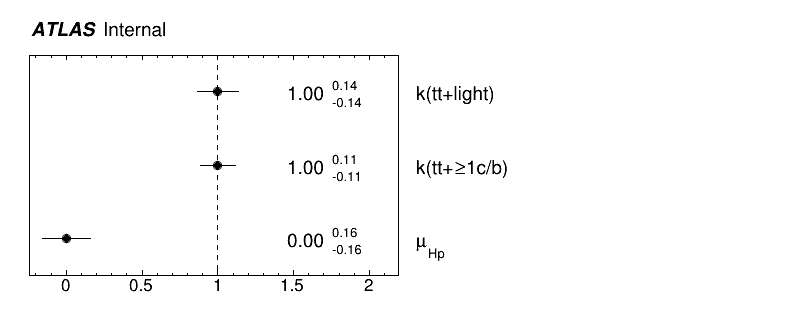 ATLAS Internal
1.00 0.14 -0.14 k(tt+light)
1.00 0.11 -0.11 k(tt+≥1c/b)
0.00 0.16 -0.16 μHp
0 0.5 1 1.5 2